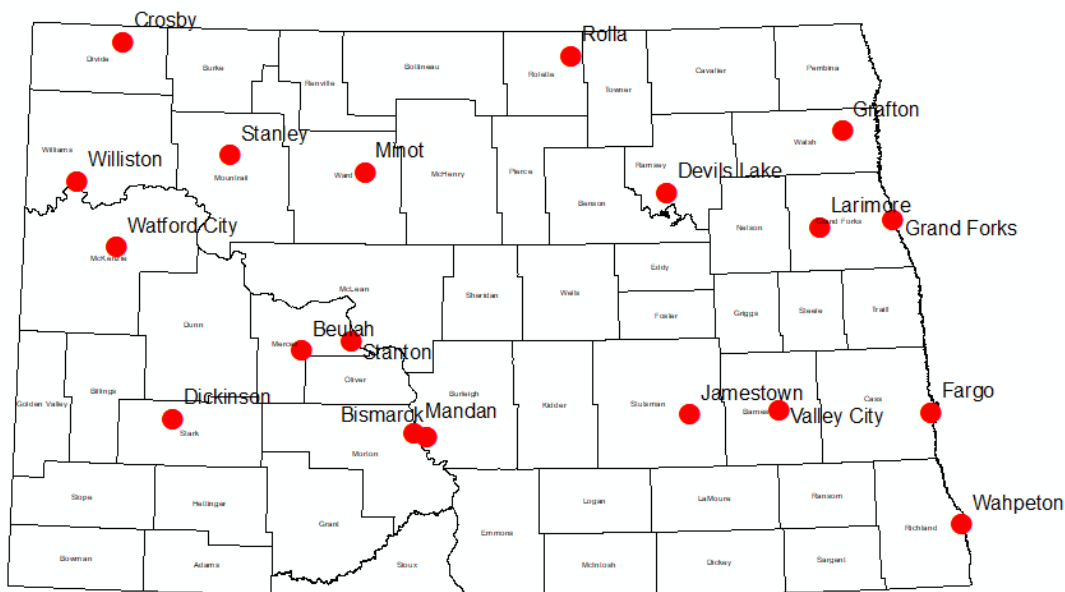 Crosby
Rolla
Divide
Burke
Renville
Bottineau
Rolette
Towner
Cavalier
Pembina
Grafton
Stanley
Minot
Walsh
Williams
Williston
Mountrail
Ward
McHenry
Pierce
Ramsey
Devils Lake
Benson
Larimore
Grand Forks
Nelson
Grand Forks
Watford City
McKenzie
Eddy
McLean
Sheridan
Wells
Foster
Griggs
Steele
Traill
Dunn
Beulah
Mercer
Stanton
Oliver
Golden Valley
Billings
Dickinson
Stark
Bismarck
Mandan
Burleigh
Kidder
Stutsman
Jamestown
Barnes
Valley City
Cass
Fargo
Morton
Slope
Hettinger
Grant
Logan
LaMoure
Ransom
Wahpeton
Richland
Emmons
Bowman
Adams
Sioux
McIntosh
Dickey
Sargent